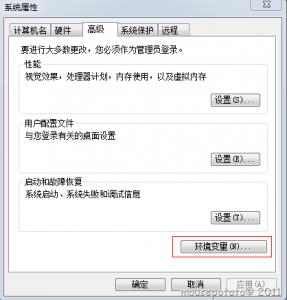 系统属性
计算机名 硬件 高级 系统保护 远程
要进行大多数更改，您必须作为管理员登录。
性能
视觉效果，处理器计划，内存使用，以及虚拟内存
设置(S)...
用户配置文件
与您登录有关的桌面设置
设置(E)...
启动和故障恢复
系统启动、系统失败和调试信息
设置(T)...
环境变量(N)...
确定 取消 应用(A)
mousepotato© 2011